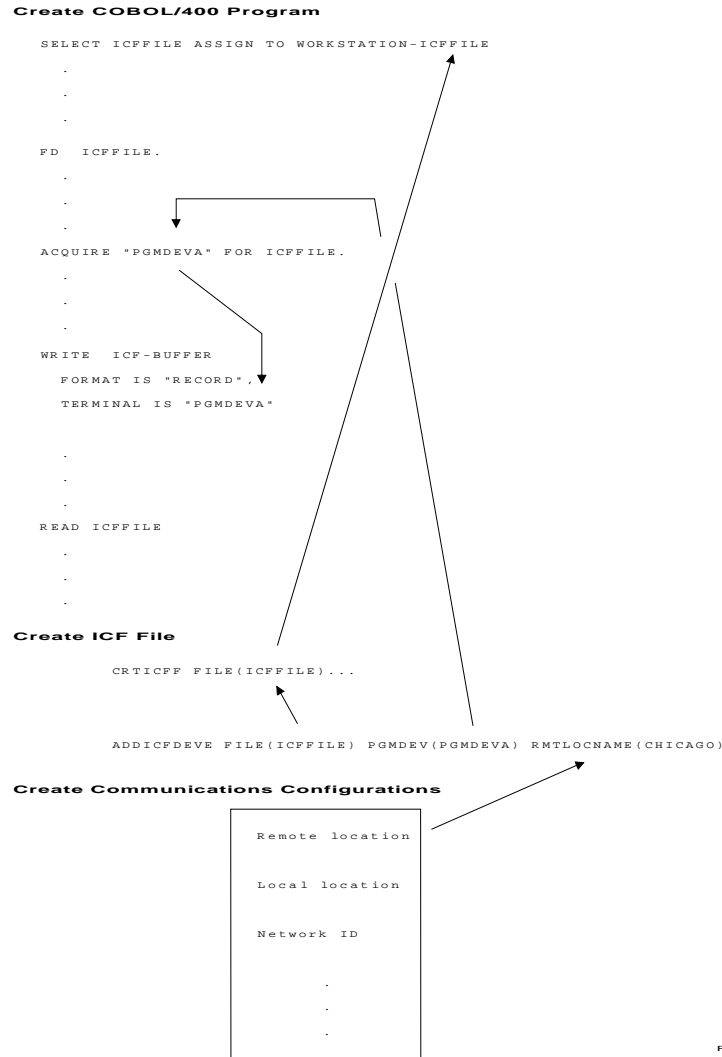 Create COBOL/400 Program
SELECT ICFFILE ASSIGN TO WORKSTATION-ICFFILE
.
.
.
FD ICFFILE.
.
.
.
ACQUIRE "PGMDEVA" FOR ICFFILE.
.
.
.
WRITE ICF-BUFFER
FORMAT IS "RECORD",
TERMINAL IS "PGMDEVA"
.
.
.
READ ICFFILE
.
.
.
Create ICF File
CRTICFF FILE(ICFFILE)...
ADDICFDEVE FILE(ICFFILE) PGMDEV(PGMDEVA) RMTLOCNAME(CHICAGO)
Create Communications Configurations
Remote location
Local location
Network ID
.
.
.
F